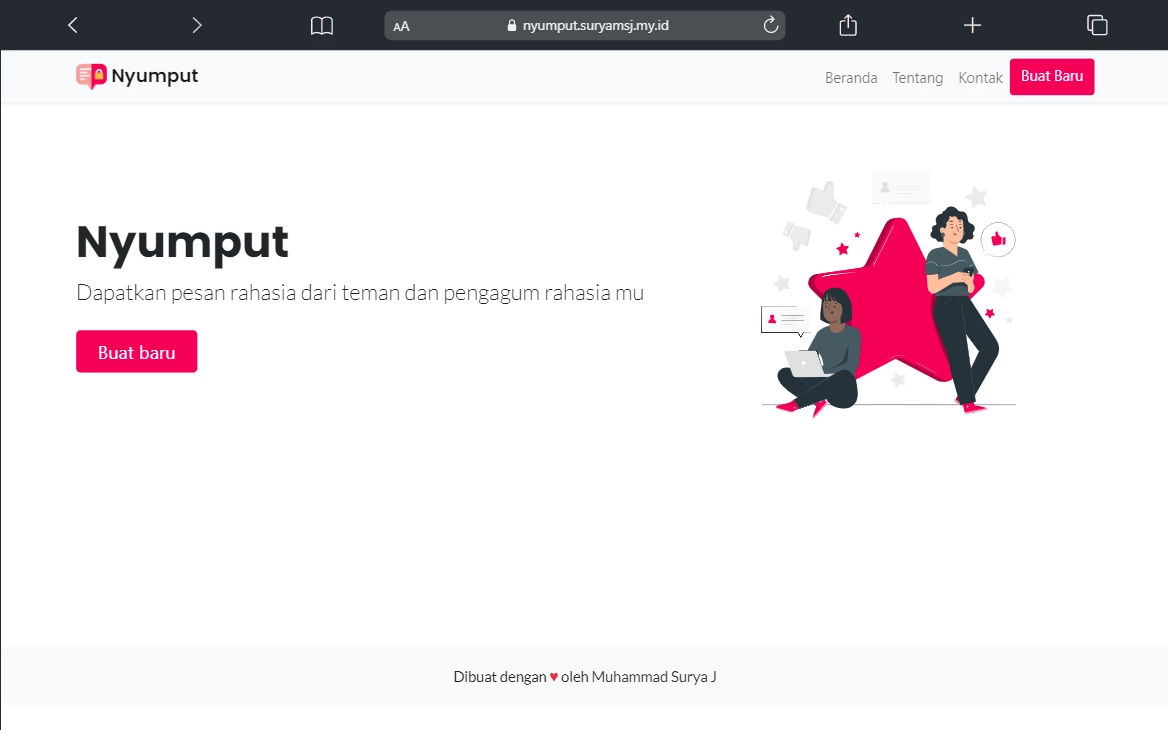 AA nyumput.suryamsj.my.id
Nyumput Beranda Tentang Kontak Buat Baru
Nyumput
Dapatkan pesan rahasia dari teman dan pengagum rahasia mu
Buat baru
Dibuat dengan ♥ oleh Muhammad Surya J